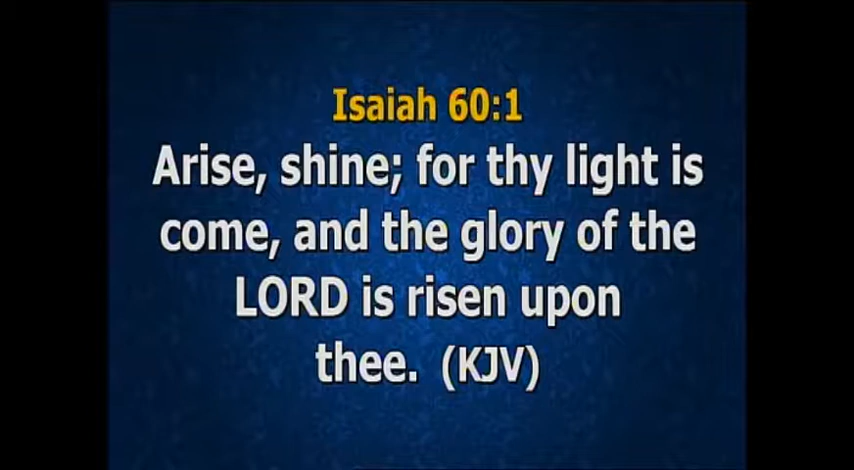 Isaiah 60:1
Arise, shine; for thy light is
come, and the glory of the
LORD is risen upon
thee. (KJV)